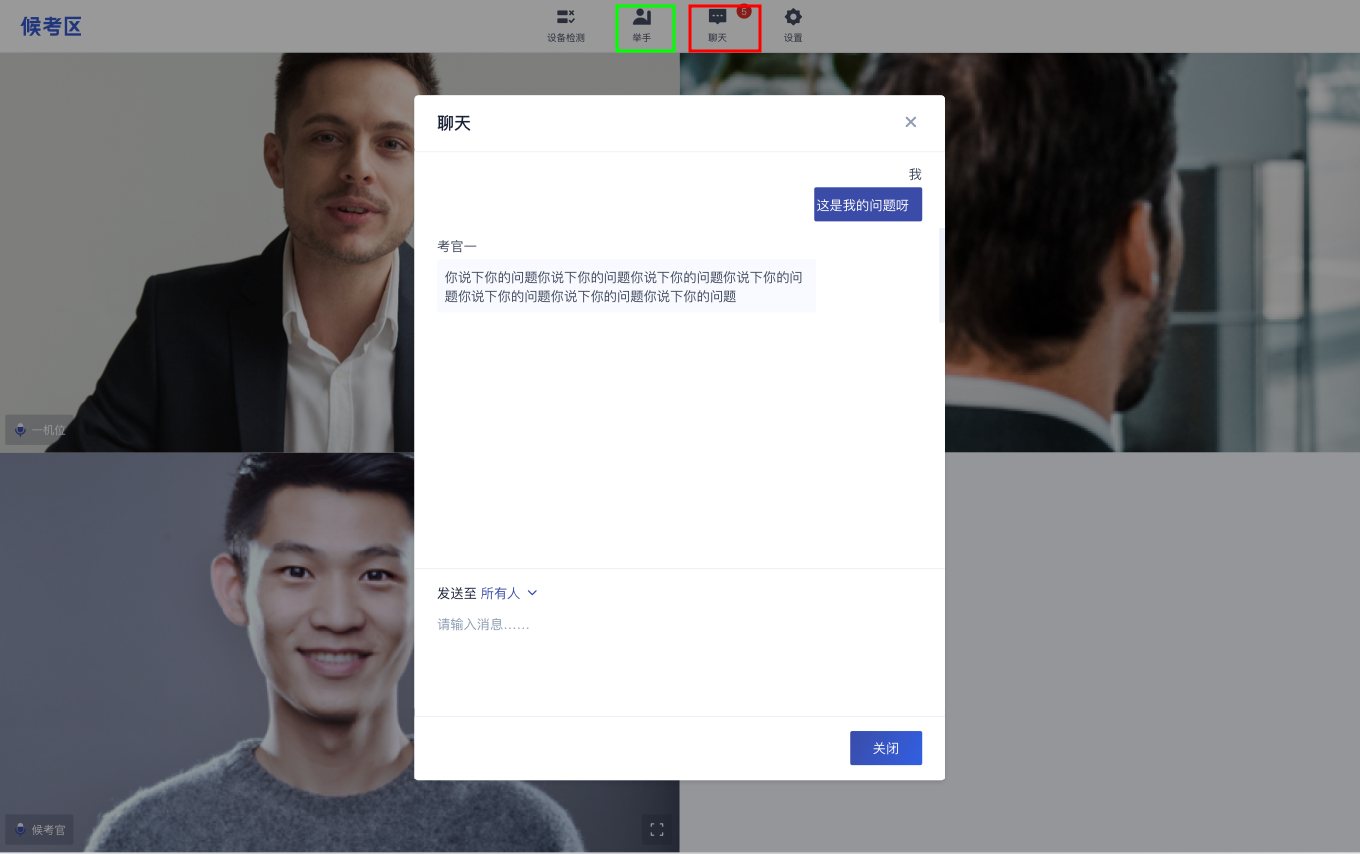 候考区
设备检测
举手
聊天
5
设置
聊天
我
这是我的问题呀
考官一
你说下你的问题你说下你的问题你说下你的问题你说下你的问
题你说下你的问题你说下你的问题你说下你的问题
一机位
发送至 所有人
请输入消息……
关闭
候考官